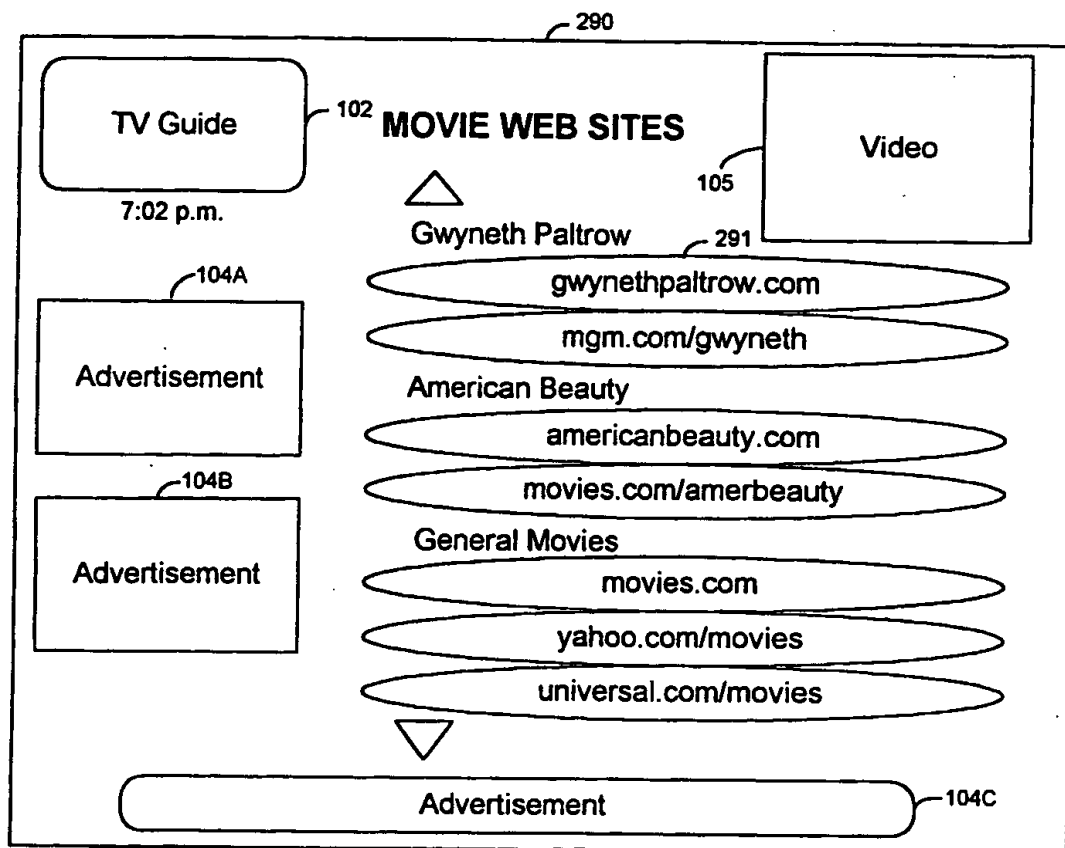 290
TV Guide
102
MOVIE WEB SITES
Video
105
7:02 p.m.
Gwyneth Paltrow
291
gwynethpaltrow.com
mgm.com/gwyneth
104A
Advertisement
American Beauty
americanbeauty.com
movies.com/amerbeauty
104B
Advertisement
General Movies
movies.com
yahoo.com/movies
universal.com/movies
Advertisement
104C